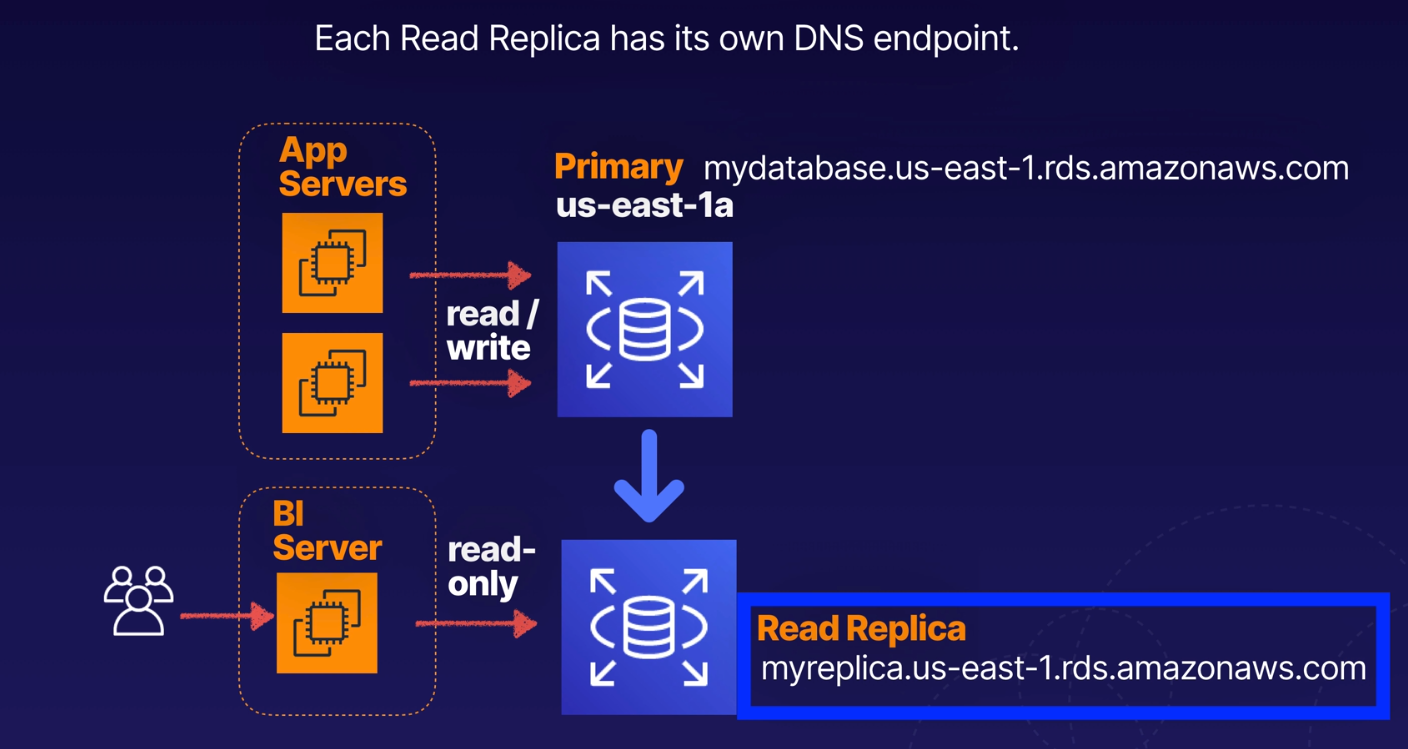 Each Read Replica has its own DNS endpoint.
App
Servers
Primary mydatabase.us-east-1.rds.amazonaws.com
us-east-1a
read /
write
BI
Server
read-
only
Read Replica
myreplica.us-east-1.rds.amazonaws.com